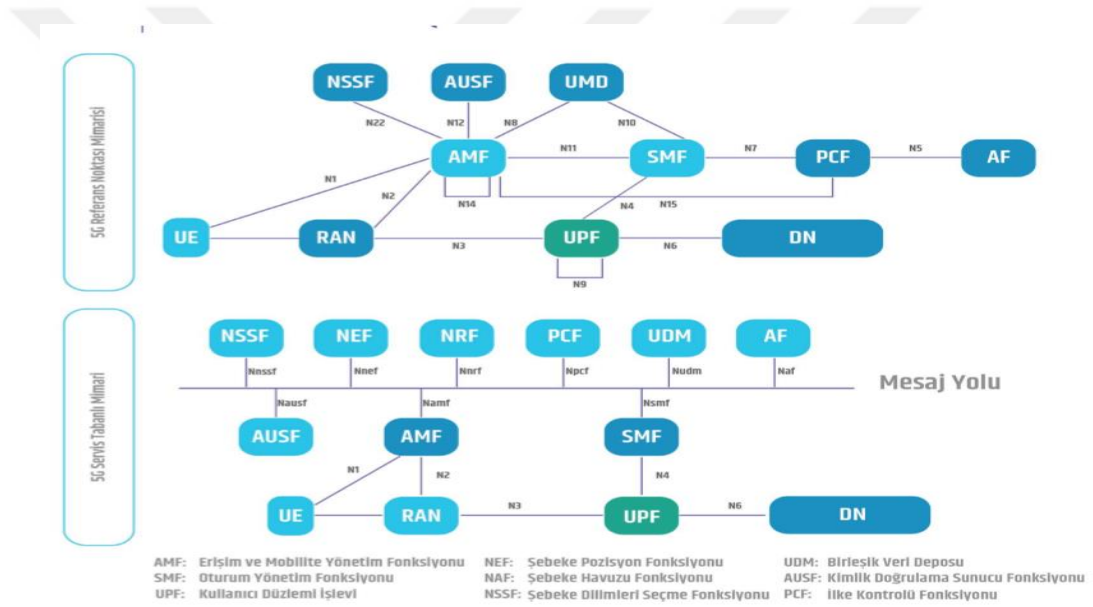 5G Referans Noktası Mimarisi
NSSF
AUSF
UMD
N22
N12
N8
N10
AMF
N11
SMF
N7
PCF
N5
AF
N1
N2
N14
N4
N15
UE
RAN
N3
UPF
N6
DN
N9
5G Servis Tabanlı Mimari
NSSF
NEF
NRF
PCF
UDM
AF
Nnssf
Nnef
Nnrf
Npcf
Nudm
Naf
Mesaj Yolu
Nausf
Namf
Nsmf
AUSF
AMF
SMF
N1
N2
N4
UE
RAN
N3
UPF
N6
DN
AMF: Erişim ve Mobilite Yönetim Fonksiyonu
SMF: Oturum Yönetim Fonksiyonu
UPF: Kullanıcı Düzlemi İşlevi
NEF: Şebeke Pozisyon Fonksiyonu
NAF: Şebeke Havuzu Fonksiyonu
NSSF: Şebeke Dilimleri Seçme Fonksiyonu
UDM: Birleşik Veri Deposu
AUSF: Kimlik Doğrulama Sunucu Fonksiyonu
PCF: İlke Kontrolü Fonksiyonu